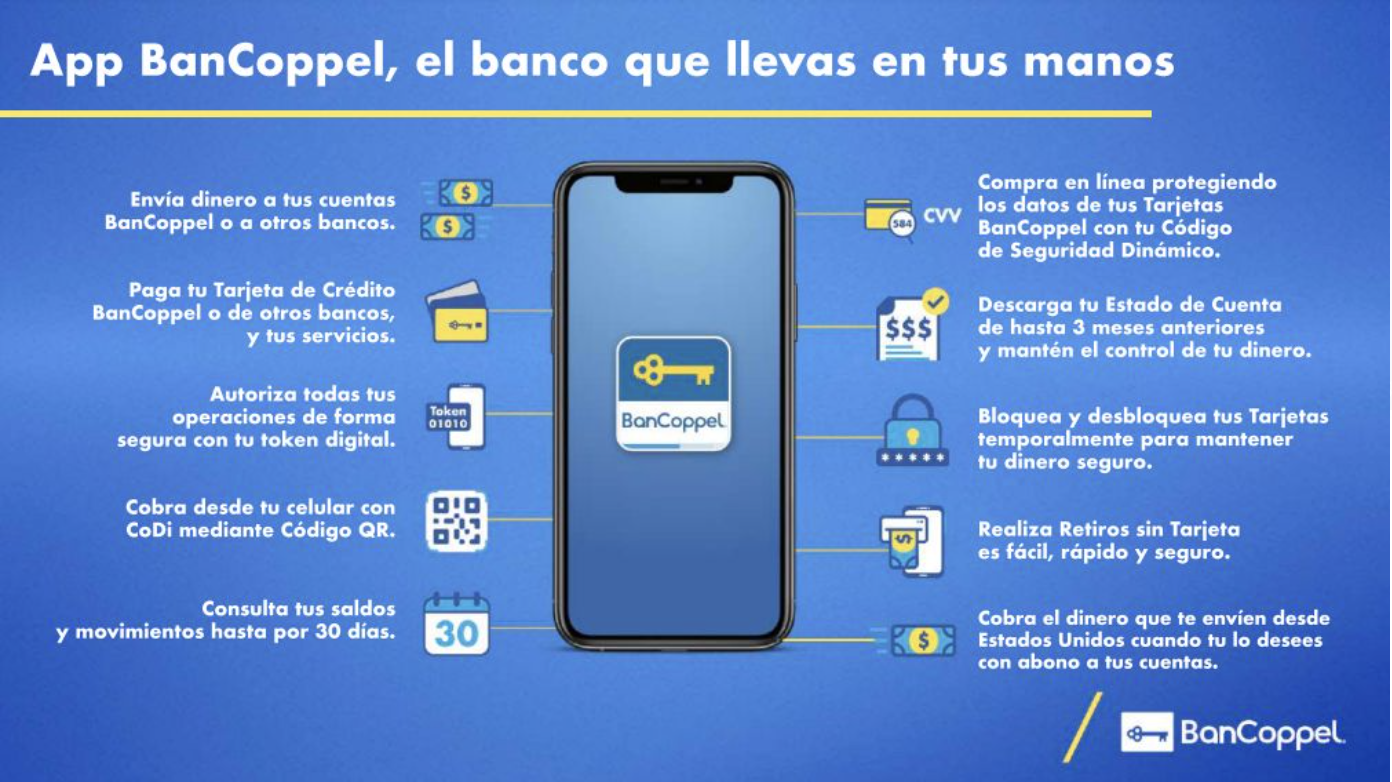 App BanCoppel, el banco que llevas en tus manos
Envía dinero a tus cuentas
BanCoppel o a otros bancos.
Paga tu Tarjeta de Crédito
BanCoppel o de otros bancos,
y tus servicios.
Autoriza todas tus
operaciones de forma
segura con tu token digital.
Token
01010
Cobra desde tu celular con
CoDi mediante Código QR.
Consulta tus saldos
y movimientos hasta por 30 días.
30
BanCoppel
584
CVV
Compra en línea protegiendo
los datos de tus Tarjetas
BanCoppel con tu Código
de Seguridad Dinámico.
$$$
Descarga tu Estado de Cuenta
de hasta 3 meses anteriores
y mantén el control de tu dinero.
*****
Bloquea y desbloquea tus Tarjetas
temporalmente para mantener
tu dinero seguro.
Realiza Retiros sin Tarjeta
es fácil, rápido y seguro.
Cobra el dinero que te envíen desde
Estados Unidos cuando tu lo desees
con abono a tus cuentas.
BanCoppel.